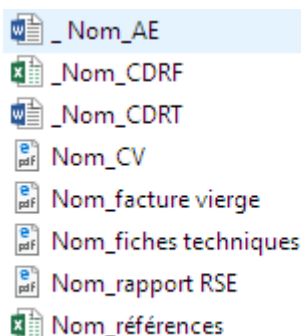 _ Nom_AE
_Nom_CDRF
_Nom_CDRT
Nom_CV
Nom_facture vierge
Nom_fiches techniques
Nom_rapport RSE
Nom_références